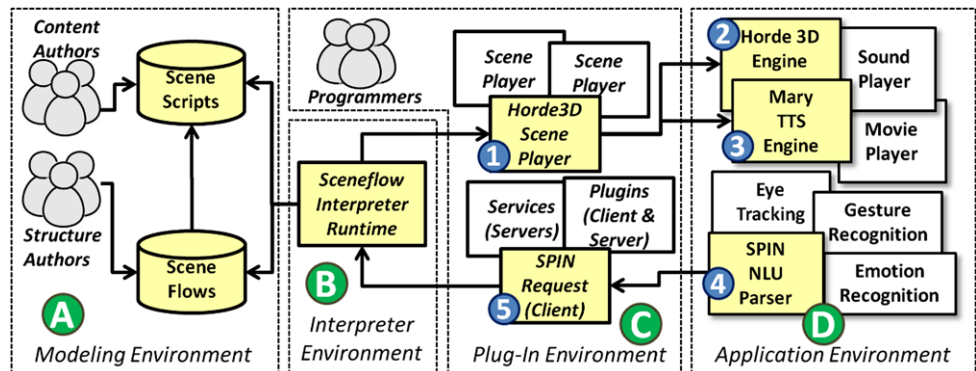 Content
Authors
Scene
Scripts
Structure
Authors
Scene
Flows
A
Modeling Environment
Programmers
Sceneflow
Interpreter
Runtime
B
Interpreter
Environment
Scene
Player
Scene
Player
Horde3D
Scene
Player
1
Services
(Servers)
Plugins
(Client &
Server)
SPIN
Request
(Client)
5
C
Plug-In Environment
2
Horde 3D
Engine
Sound
Player
Mary
TTS
Engine
3
Movie
Player
Eye
Tracking
Gesture
Recognition
SPIN
NLU
Parser
4
Emotion
Recognition
D
Application Environment